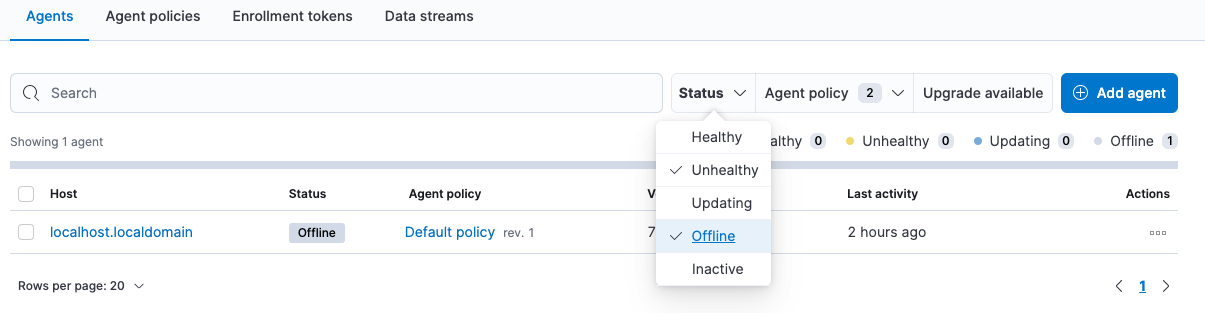 Agents Agent policies Enrollment tokens Data streams
Search Status Agent policy 2 Upgrade available Add agent
Showing 1 agent althy 0 Unhealthy 0 Updating 0 Offline 1
Healthy
Unhealthy
Updating
Offline
Inactive
Host Status Agent policy V Last activity Actions
localhost.localdomain Offline Default policy rev. 1 7 2 hours ago
Rows per page: 20 1